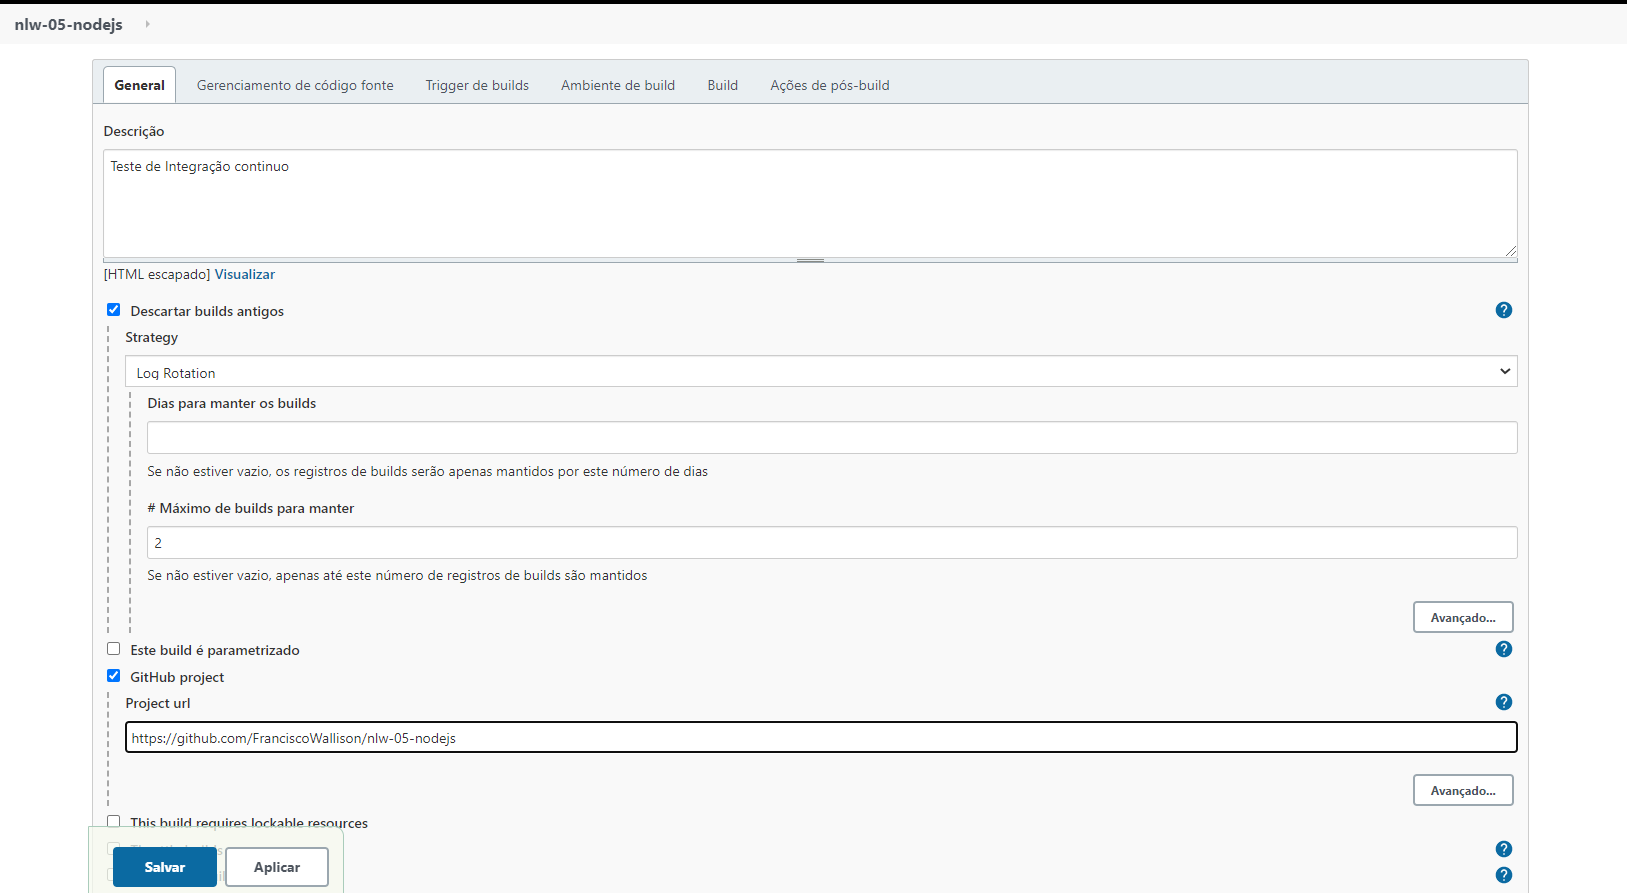 nlw-05-nodejs
General Gerenciamento de código fonte Trigger de builds Ambiente de build Build Ações de pós-build
Descrição
Teste de Integração continuo
[HTML escapado] Visualizar
Descartar builds antigos
Strategy
Log Rotation
Dias para manter os builds
Se não estiver vazio, os registros de builds serão apenas mantidos por este número de dias
# Máximo de builds para manter
2
Se não estiver vazio, apenas até este número de registros de builds são mantidos
Avançado...
Este build é parametrizado
GitHub project
Project url
https://github.com/FranciscoWallison/nlw-05-nodejs
Avançado...
This build requires lockable resources
Salvar Aplicar